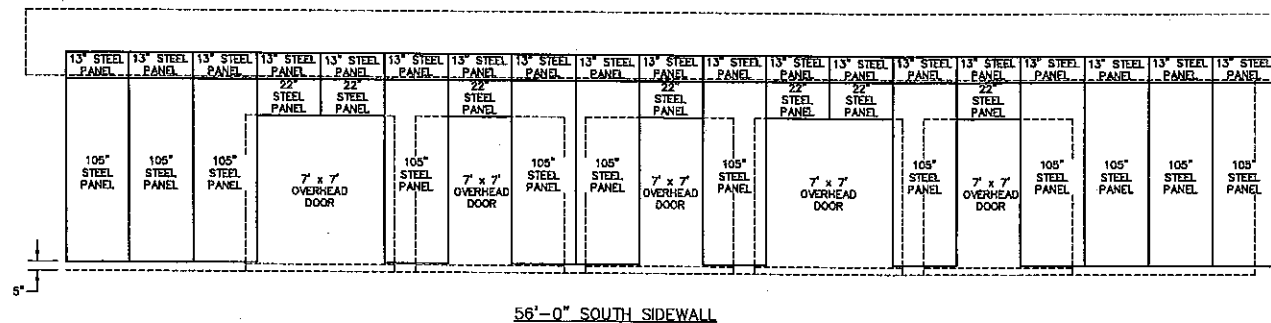 13" STEEL 13" STEEL 13" STEEL 13" STEEL 13" STEEL 13" STEEL 13" STEEL 13" STEEL 13" STEEL 13" STEEL 13" STEEL 13" STEEL 13" STEEL 13" STEEL 13" STEEL 13" STEEL 13" STEEL 13" STEEL 13" STEEL
PANEL PANEL PANEL PANEL PANEL PANEL PANEL PANEL PANEL PANEL PANEL PANEL PANEL PANEL PANEL PANEL PANEL PANEL PANEL
22" 22" 22" 22" 22" 22" 22"
STEEL STEEL STEEL STEEL STEEL STEEL STEEL
PANEL PANEL PANEL PANEL PANEL PANEL PANEL
105" 105" 105" 105" 105" 105" 105" 105" 105" 105" 105" 105"
STEEL STEEL STEEL STEEL STEEL STEEL STEEL STEEL STEEL STEEL STEEL STEEL
PANEL PANEL PANEL PANEL PANEL PANEL PANEL PANEL PANEL PANEL PANEL PANEL
7' x 7' 7' x 7' 7' x 7' 7' x 7' 7' x 7'
OVERHEAD OVERHEAD OVERHEAD OVERHEAD OVERHEAD
DOOR DOOR DOOR DOOR DOOR
5"
56'-0" SOUTH SIDEWALL